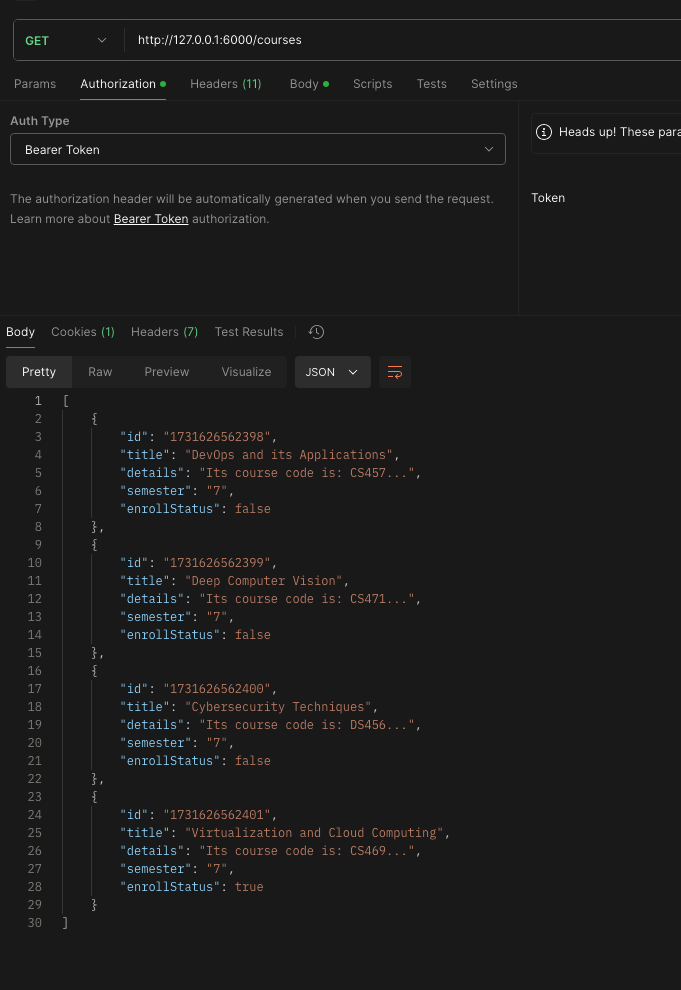 GET http://127.0.0.1:6000/courses
Params Authorization Headers (11) Body Scripts Tests Settings
Auth Type
Bearer Token
Heads up! These para
The authorization header will be automatically generated when you send the request.
Learn more about Bearer Token authorization.
Token
Body Cookies (1) Headers (7) Test Results
Pretty Raw Preview Visualize JSON
1 [
2 {
3 "id": "1731626562398",
4 "title": "DevOps and its Applications",
5 "details": "Its course code is: CS457...",
6 "semester": "7",
7 "enrollStatus": false
8 },
9 {
10 "id": "1731626562399",
11 "title": "Deep Computer Vision",
12 "details": "Its course code is: CS471...",
13 "semester": "7",
14 "enrollStatus": false
15 },
16 {
17 "id": "1731626562400",
18 "title": "Cybersecurity Techniques",
19 "details": "Its course code is: DS456...",
20 "semester": "7",
21 "enrollStatus": false
22 },
23 {
24 "id": "1731626562401",
25 "title": "Virtualization and Cloud Computing",
26 "details": "Its course code is: CS469...",
27 "semester": "7",
28 "enrollStatus": true
29 }
30 ]